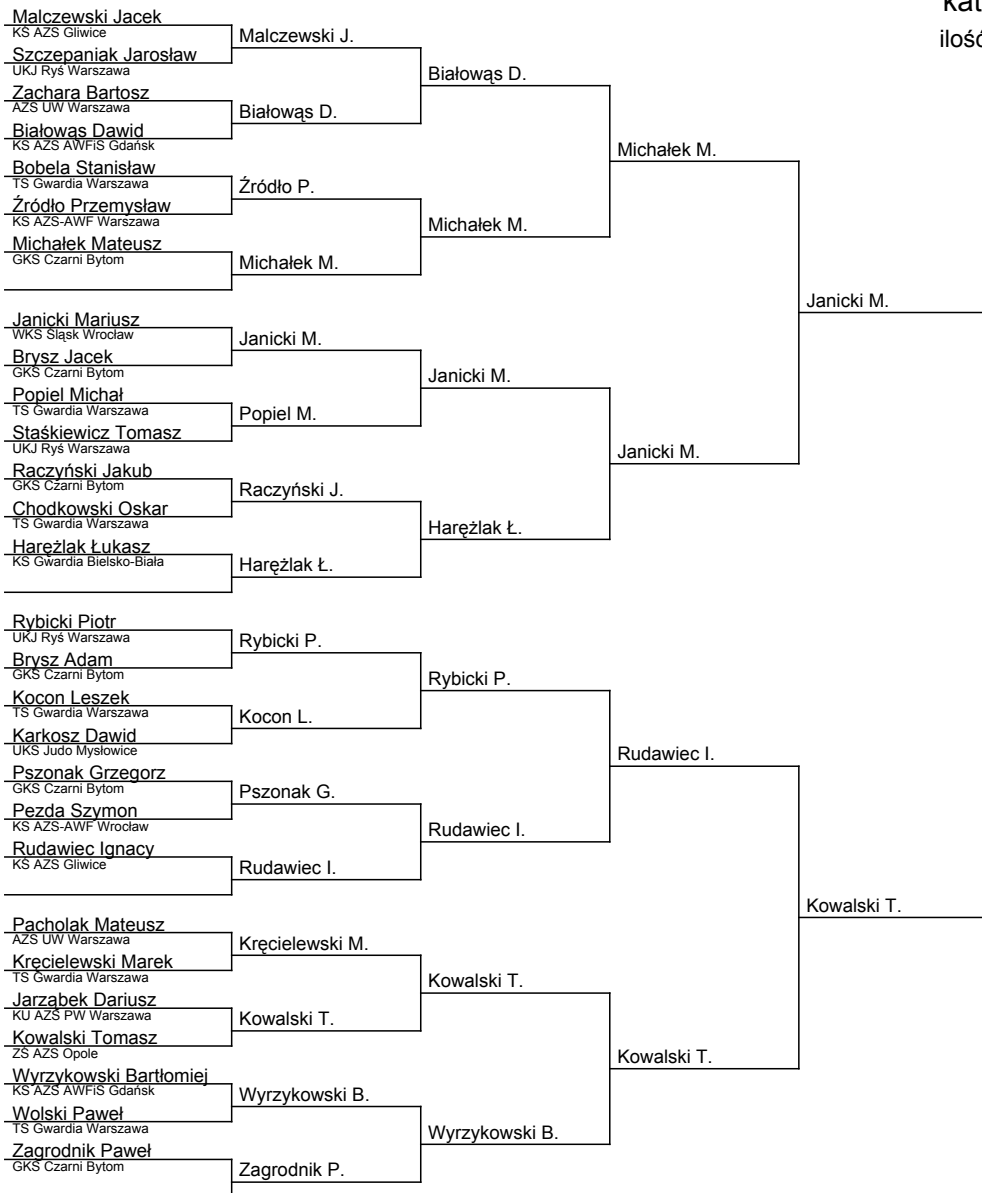 kat
ilość
Malczewski Jacek
KS AZS Gliwice
Szczepaniak Jarosław
UKJ Ryś Warszawa
Zachara Bartosz
AZS UW Warszawa
Białowąs Dawid
KS AZS AWFiS Gdańsk
Bobela Stanisław
TS Gwardia Warszawa
Źródło Przemysław
KS AZS-AWF Warszawa
Michałek Mateusz
GKS Czarni Bytom
Janicki Mariusz
WKS Śląsk Wrocław
Brysz Jacek
GKS Czarni Bytom
Popiel Michał
TS Gwardia Warszawa
Staśkiewicz Tomasz
UKJ Ryś Warszawa
Raczyński Jakub
GKS Czarni Bytom
Chodkowski Oskar
TS Gwardia Warszawa
Harężlak Łukasz
KS Gwardia Bielsko-Biała
Rybicki Piotr
UKJ Ryś Warszawa
Brysz Adam
GKS Czarni Bytom
Kocon Leszek
TS Gwardia Warszawa
Karkosz Dawid
UKS Judo Mysłowice
Pszonak Grzegorz
GKS Czarni Bytom
Pezda Szymon
KS AZS-AWF Wrocław
Rudawiec Ignacy
KS AZS Gliwice
Pacholak Mateusz
AZS UW Warszawa
Kręcielewski Marek
TS Gwardia Warszawa
Jarząbek Dariusz
KU AZS PW Warszawa
Kowalski Tomasz
ZŚ AZS Opole
Wyrzykowski Bartłomiej
KS AZS AWFiS Gdańsk
Wolski Paweł
TS Gwardia Warszawa
Zagrodnik Paweł
GKS Czarni Bytom
Malczewski J.
Białowąs D.
Źródło P.
Michałek M.
Janicki M.
Popiel M.
Raczyński J.
Harężlak Ł.
Rybicki P.
Kocon L.
Pszonak G.
Rudawiec I.
Kręcielewski M.
Kowalski T.
Wyrzykowski B.
Zagrodnik P.
Białowąs D.
Michałek M.
Janicki M.
Harężlak Ł.
Rybicki P.
Rudawiec I.
Kowalski T.
Wyrzykowski B.
Michałek M.
Janicki M.
Rudawiec I.
Kowalski T.
Janicki M.
Kowalski T.